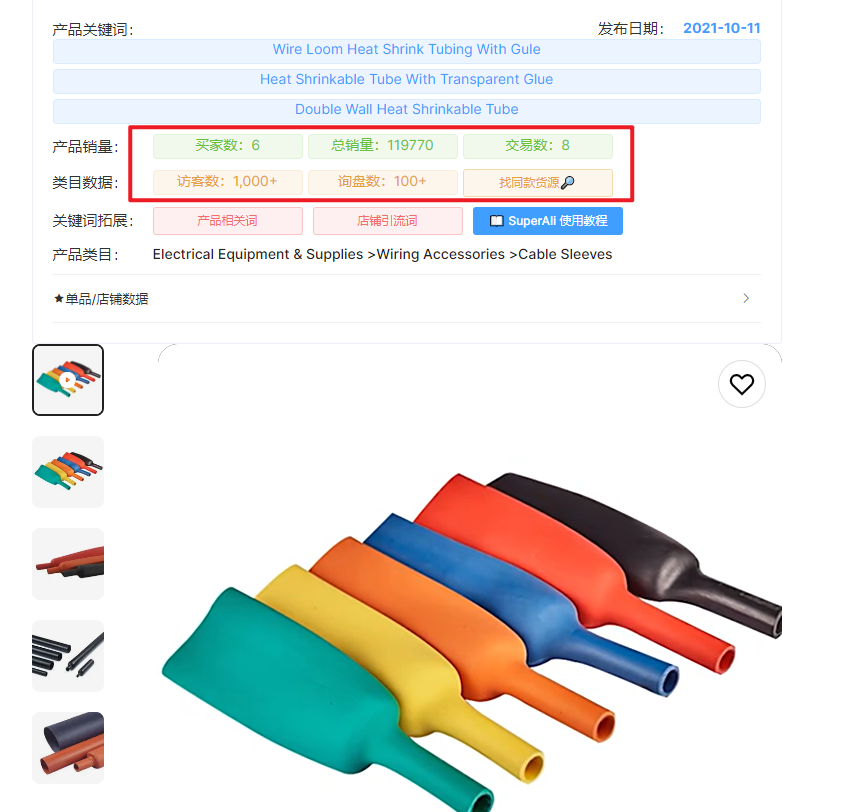 产品关键词： 发布日期： 2021-10-11
Wire Loom Heat Shrink Tubing With Gule
Heat Shrinkable Tube With Transparent Glue
Double Wall Heat Shrinkable Tube
产品销量： 买家数：6 总销量：119770 交易数：8
类目数据： 访客数：1,000+ 询盘数：100+ 找同款货源🔎
关键词拓展： 产品相关词 店铺引流词 📖 SuperAli 使用教程
产品类目： Electrical Equipment & Supplies >Wiring Accessories >Cable Sleeves
★单品/店铺数据